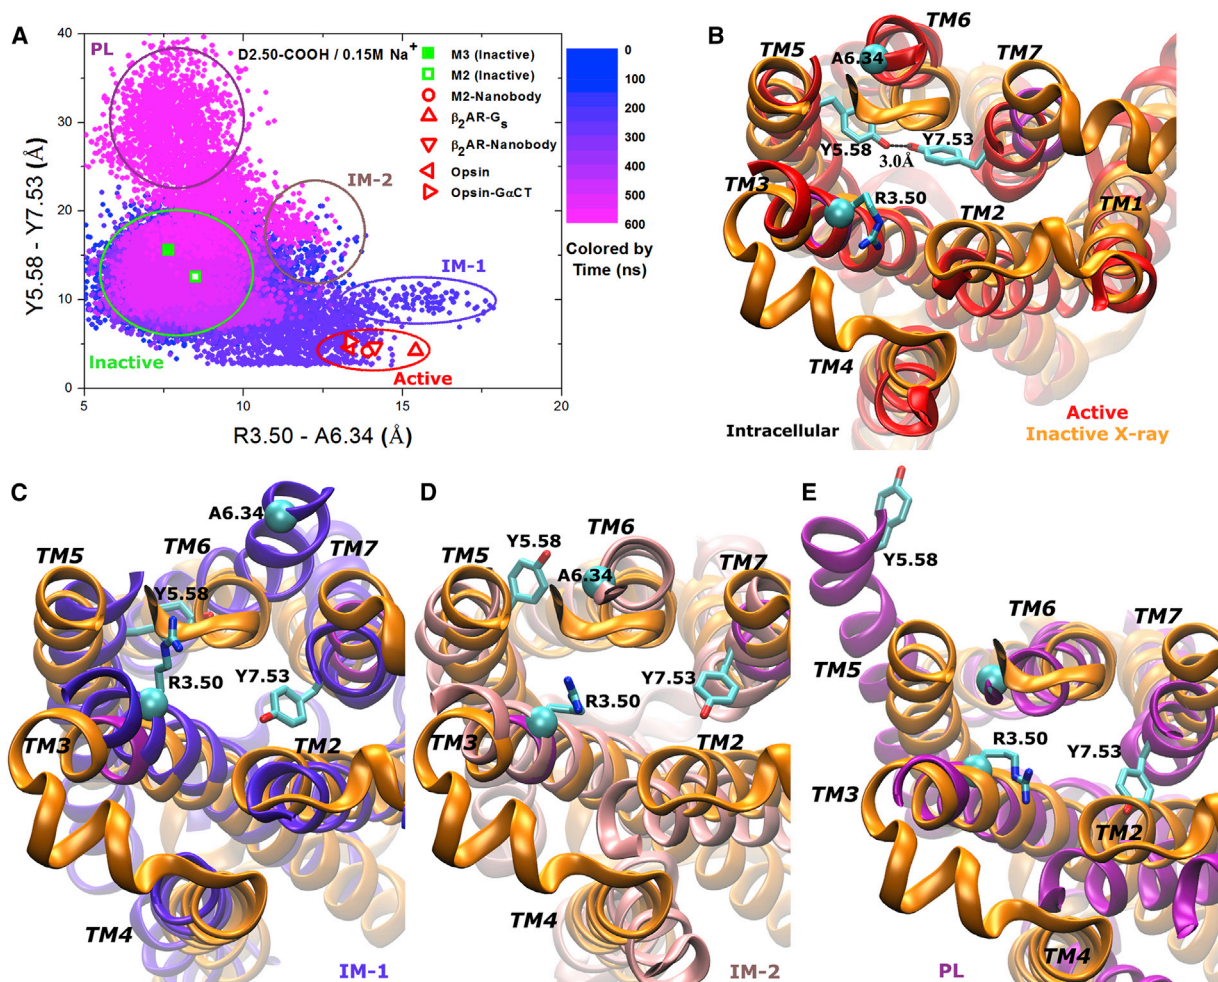 A
Y5.58 - Y7.53 (Å)
40
30
20
10
0
5
10
15
20
R3.50 - A6.34 (Å)
PL
IM-2
IM-1
Inactive
Active
D2.50-COOH / 0.15M Na+
M3 (Inactive)
M2 (Inactive)
M2-Nanobody
β2AR-Gs
β2AR-Nanobody
Opsin
Opsin-GαCT
0
100
200
300
400
500
600
Colored by
Time (ns)
B
TM6
TM5
A6.34
TM7
Y5.58
Y7.53
3.0Å
TM3
R3.50
TM2
TM1
TM4
Intracellular
Active
Inactive X-ray
C
A6.34
TM5
TM6
TM7
Y5.58
R3.50
Y7.53
TM3
TM2
TM4
IM-1
D
TM6
TM5
Y5.58
A6.34
TM7
R3.50
Y7.53
TM3
TM2
TM4
IM-2
E
Y5.58
TM6
TM7
TM5
R3.50
Y7.53
TM3
TM2
TM4
PL